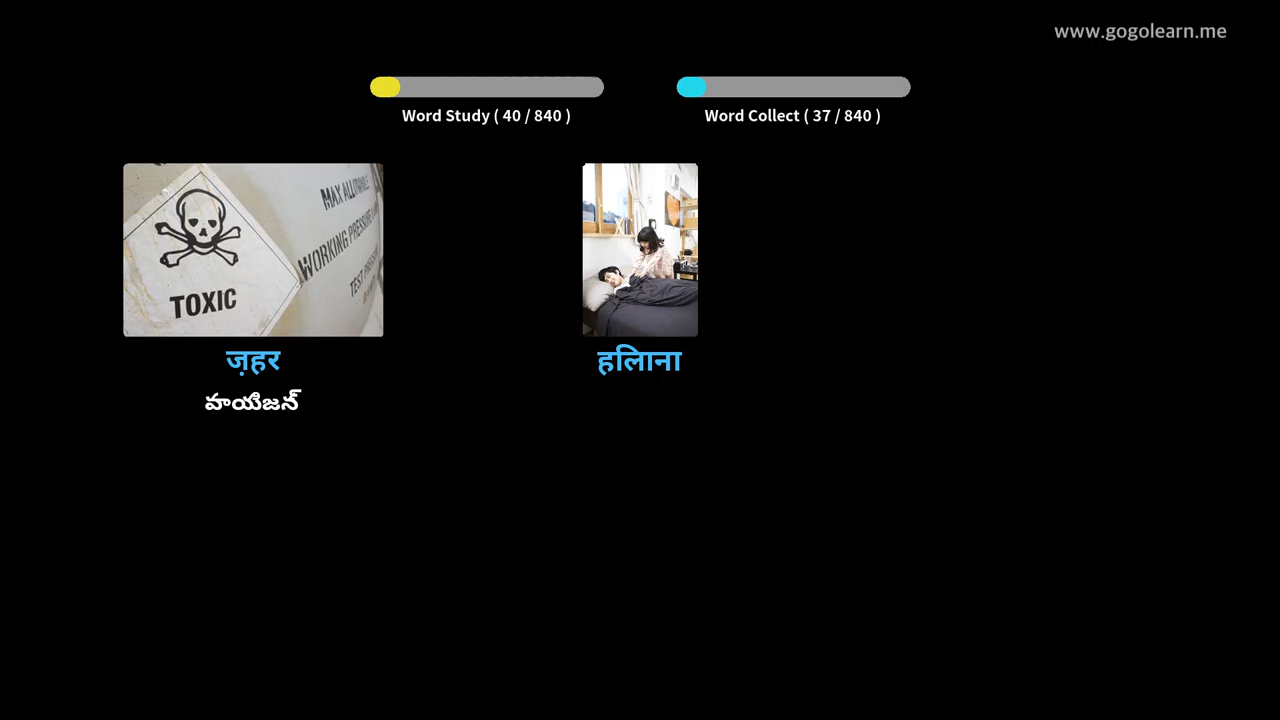 www.gogolearn.me
Word Study ( 40 / 840 )
Word Collect ( 37 / 840 )
MAX ALLOWABLE
WORKING PRESSURE
TEST
TOXIC
ज़हर
हलिाना
పాయిజన్